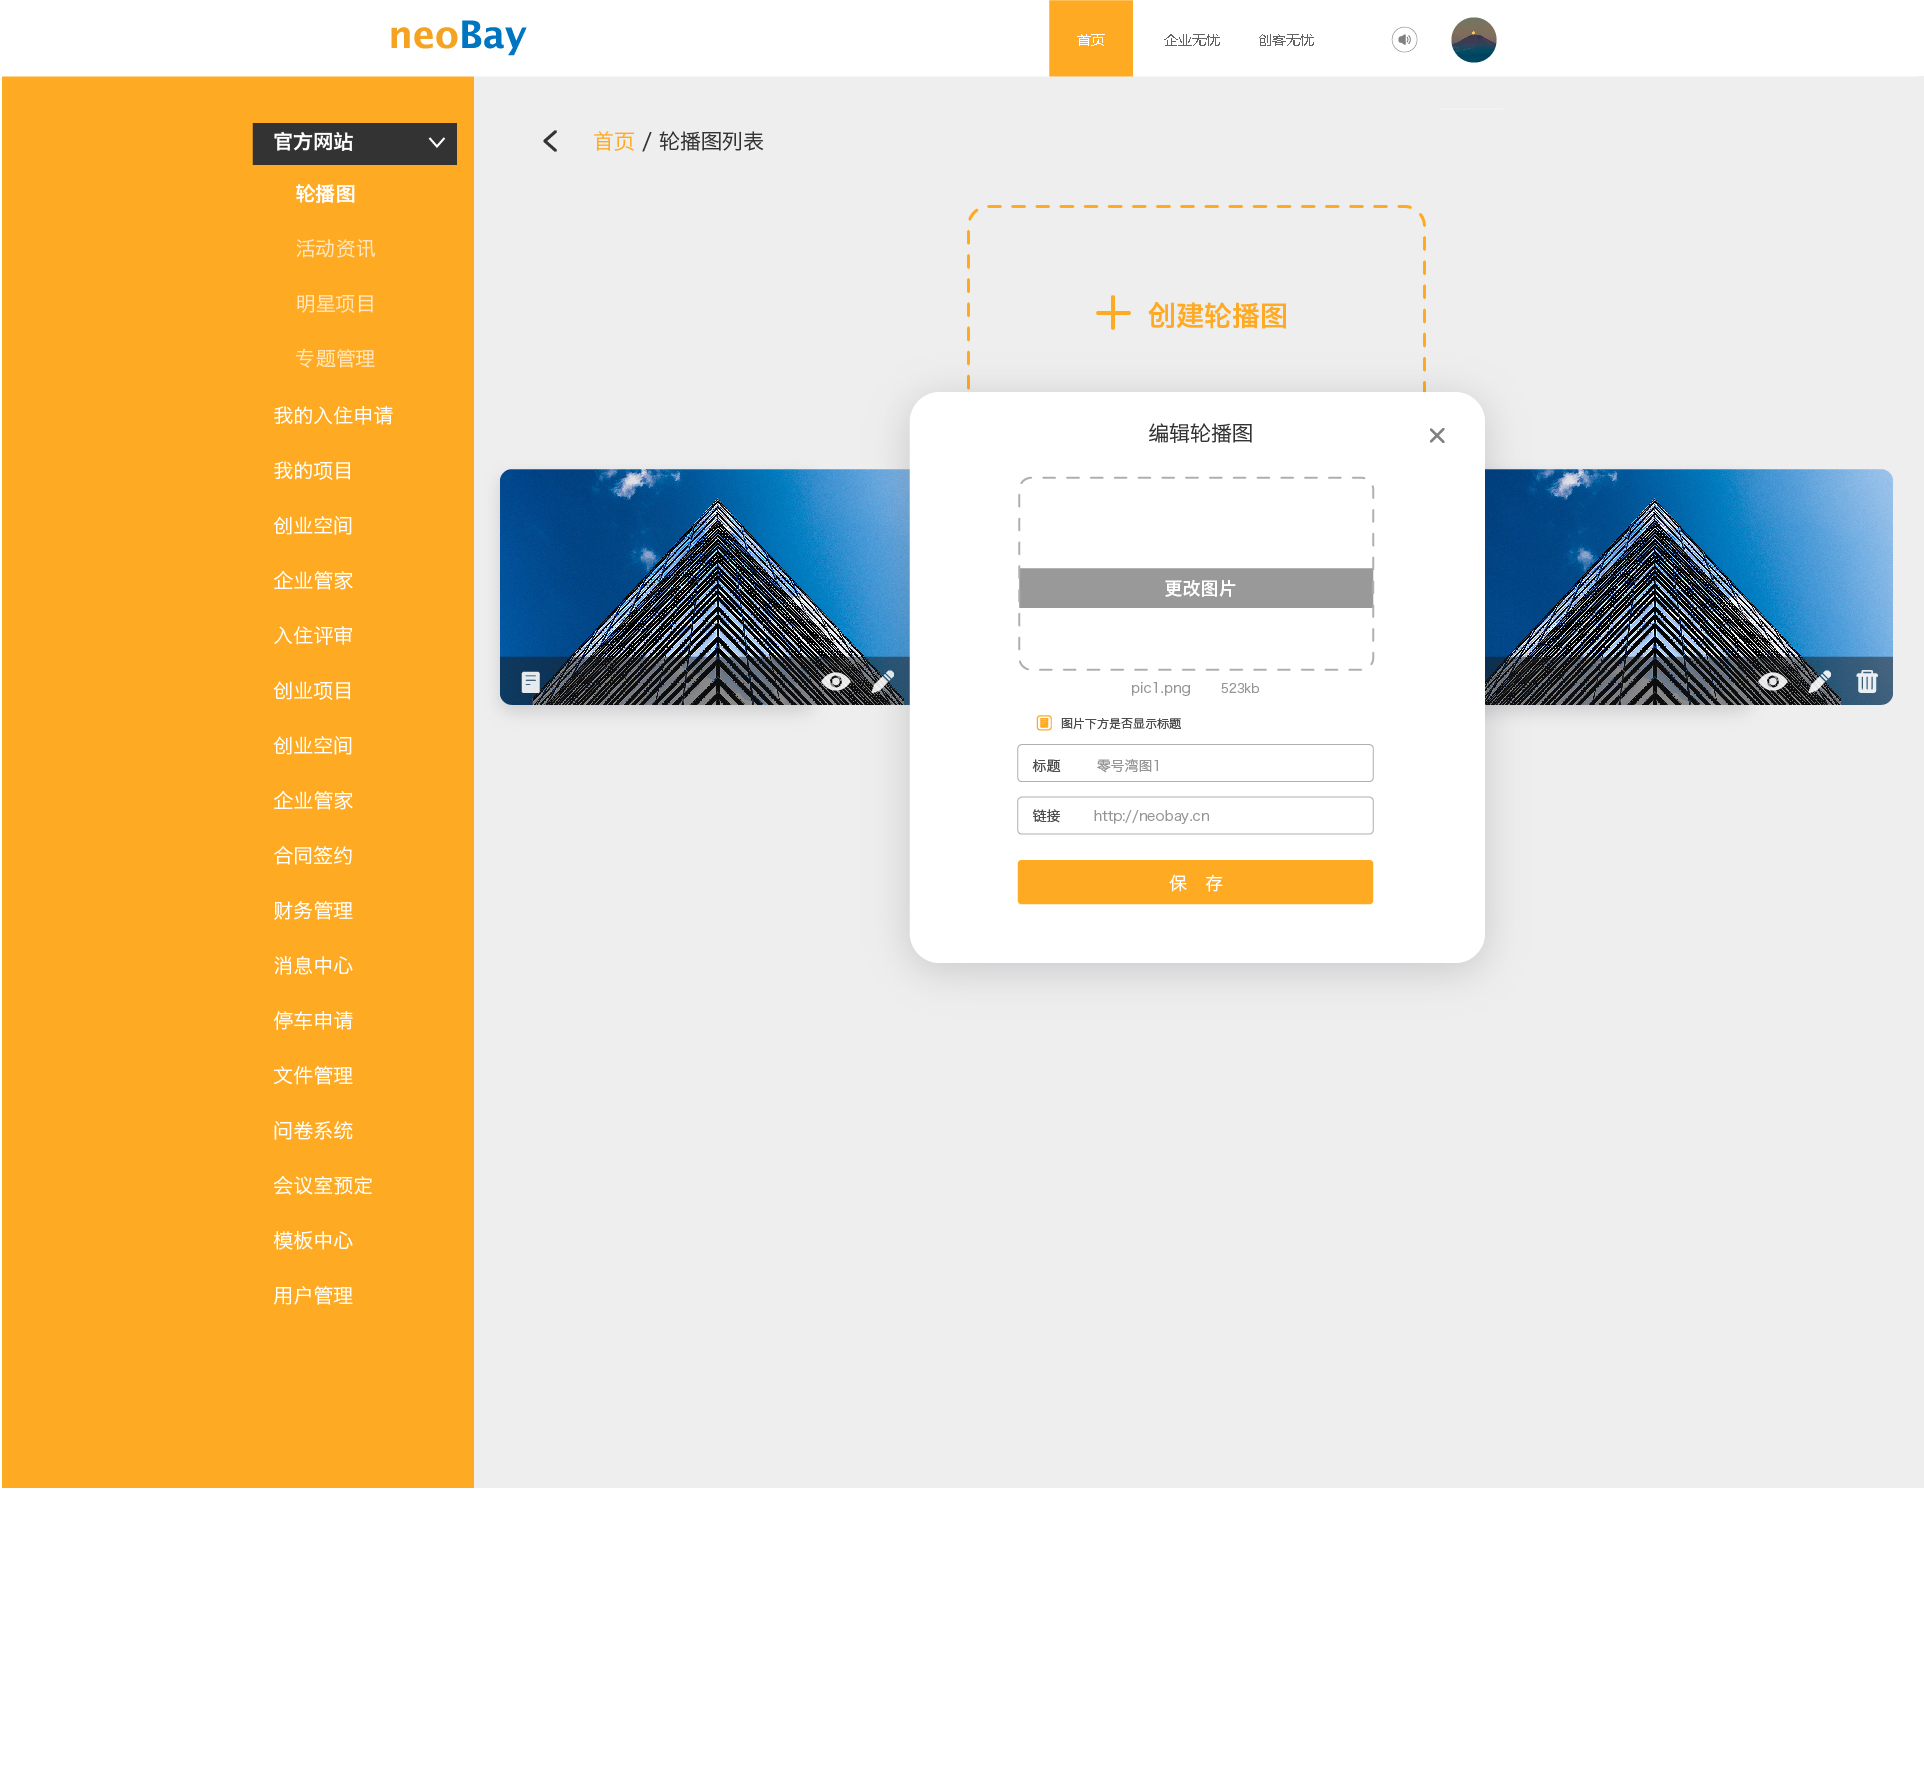 neoBay
首页
企业无忧
创客无忧
官方网站
轮播图
活动资讯
明星项目
专题管理
我的入住申请
我的项目
创业空间
企业管家
入住评审
创业项目
创业空间
企业管家
合同签约
财务管理
消息中心
停车申请
文件管理
问卷系统
会议室预定
模板中心
用户管理
首页 / 轮播图列表
创建轮播图
编辑轮播图
更改图片
pic1.png 523kb
图片下方是否显示标题
标题 零号湾图1
链接 http://neobay.cn
保 存